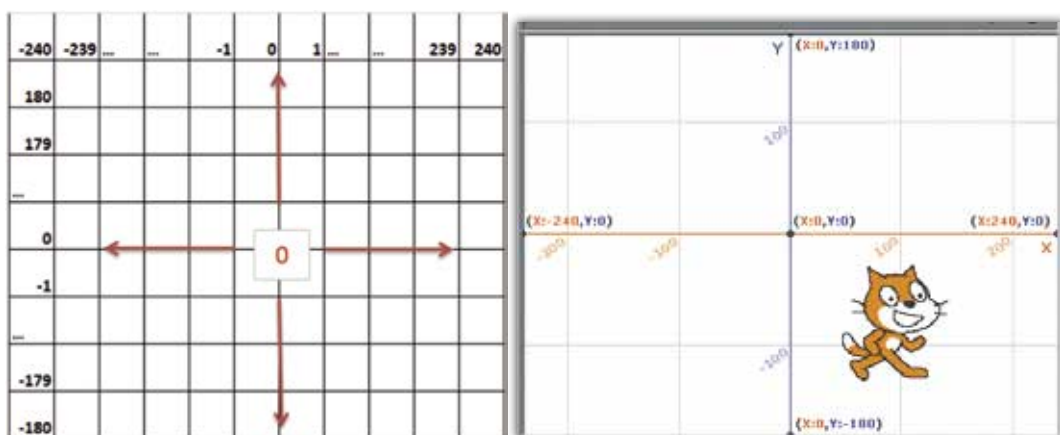 -240 -239 ... ... -1 0 1 ... ... 239 240
180
179
...
0
0
-1
...
-179
-180
Y (X:0,Y:180)
100
(X:-240,Y:0) (X:0,Y:0) (X:240,Y:0)
-200 -100 100 200 X
-100
(X:0,Y:-180)